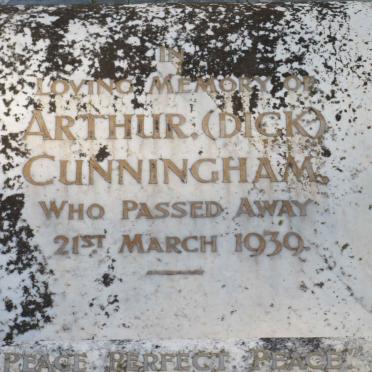 IN
LOVING MEMORY OF
ARTHUR. (DICK)
CUNNINGHAM.
WHO PASSED AWAY
21ST MARCH 1939.
PEACE PERFECT PEACE"